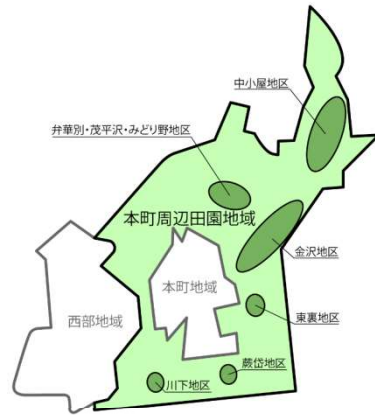 中小屋地区
弁華別・茂平沢・みどり野地区
本町周辺田園地域
金沢地区
本町地域
東裏地区
西部地域
蕨岱地区
川下地区